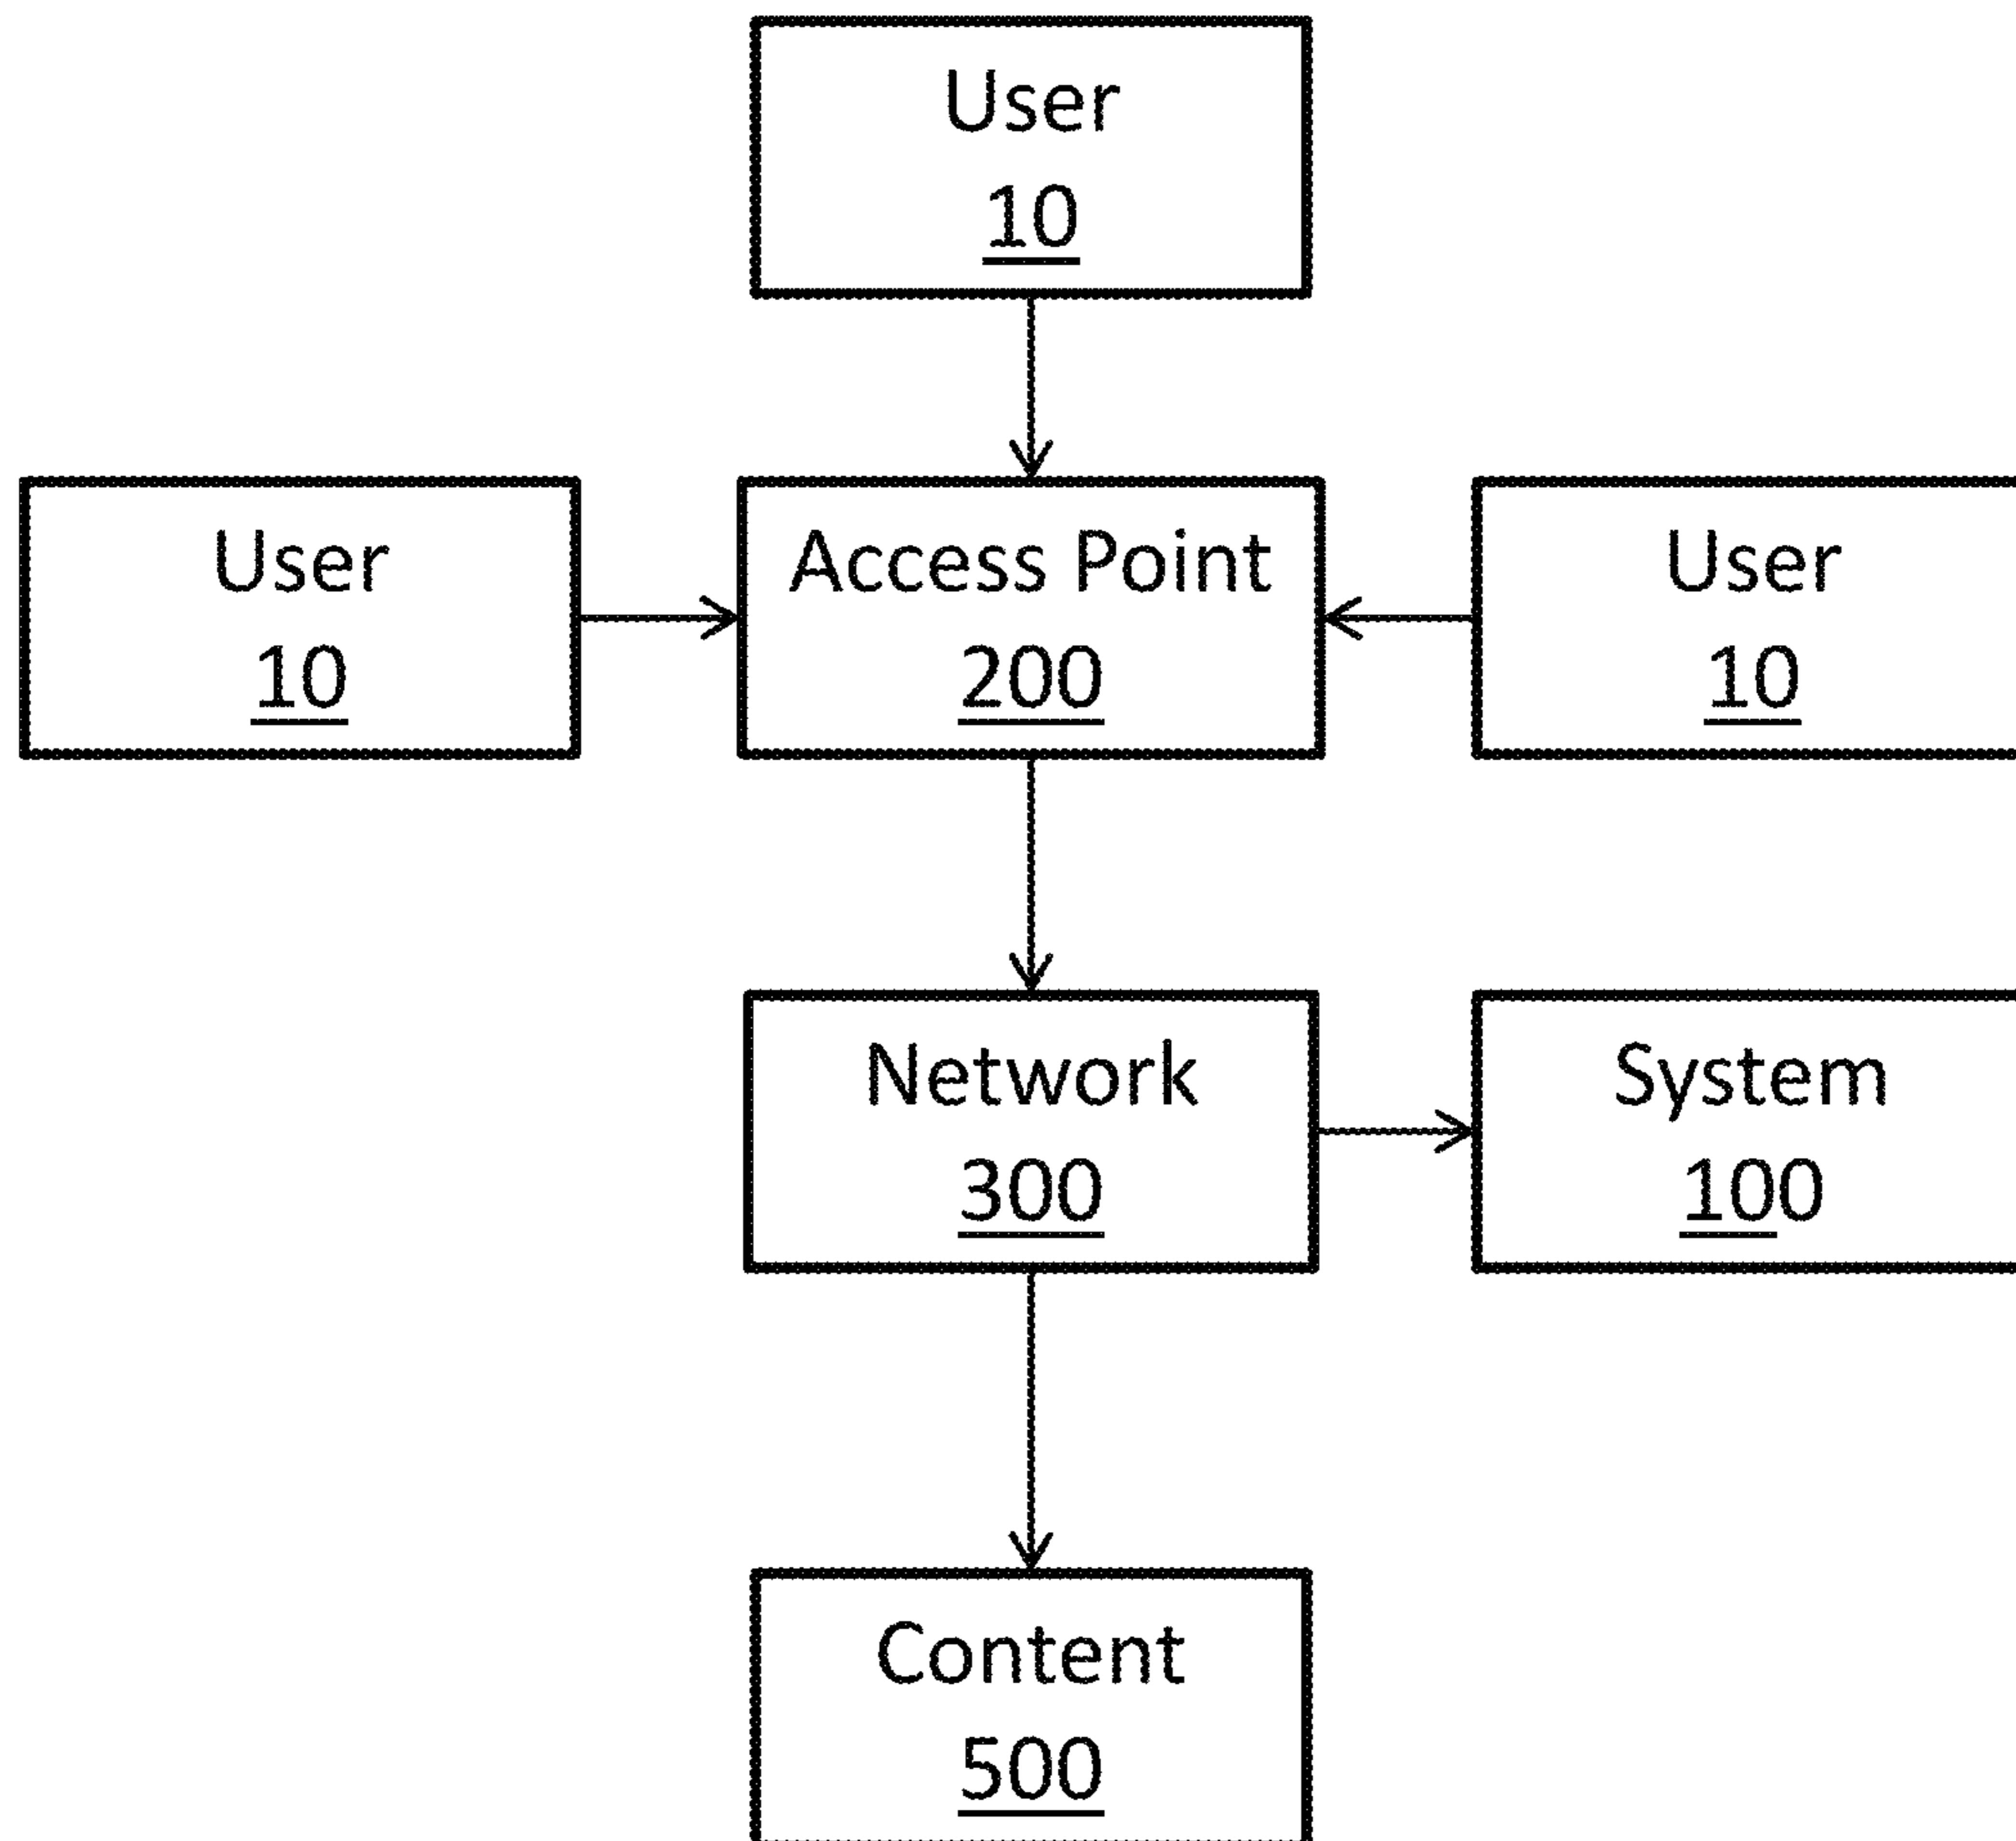 User
10
User
10
Access Point
200
User
10
Network
300
System
100
Content
500